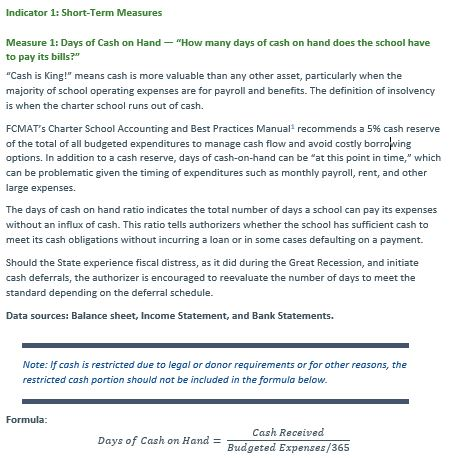 Indicator 1: Short-Term Measures
Measure 1: Days of Cash on Hand — “How many days of cash on hand does the school have
to pay its bills?”
“Cash is King!” means cash is more valuable than any other asset, particularly when the
majority of school operating expenses are for payroll and benefits. The definition of insolvency
is when the charter school runs out of cash.
FCMAT’s Charter School Accounting and Best Practices Manual¹ recommends a 5% cash reserve
of the total of all budgeted expenditures to manage cash flow and avoid costly borrowing
options. In addition to a cash reserve, days of cash-on-hand can be “at this point in time,” which
can be problematic given the timing of expenditures such as monthly payroll, rent, and other
large expenses.
The days of cash on hand ratio indicates the total number of days a school can pay its expenses
without an influx of cash. This ratio tells authorizers whether the school has sufficient cash to
meet its cash obligations without incurring a loan or in some cases defaulting on a payment.
Should the State experience fiscal distress, as it did during the Great Recession, and initiate
cash deferrals, the authorizer is encouraged to reevaluate the number of days to meet the
standard depending on the deferral schedule.
Data sources: Balance sheet, Income Statement, and Bank Statements.
Note: If cash is restricted due to legal or donor requirements or for other reasons, the
restricted cash portion should not be included in the formula below.
Formula:
Days of Cash on Hand = Cash Received
Budgeted Expenses/365